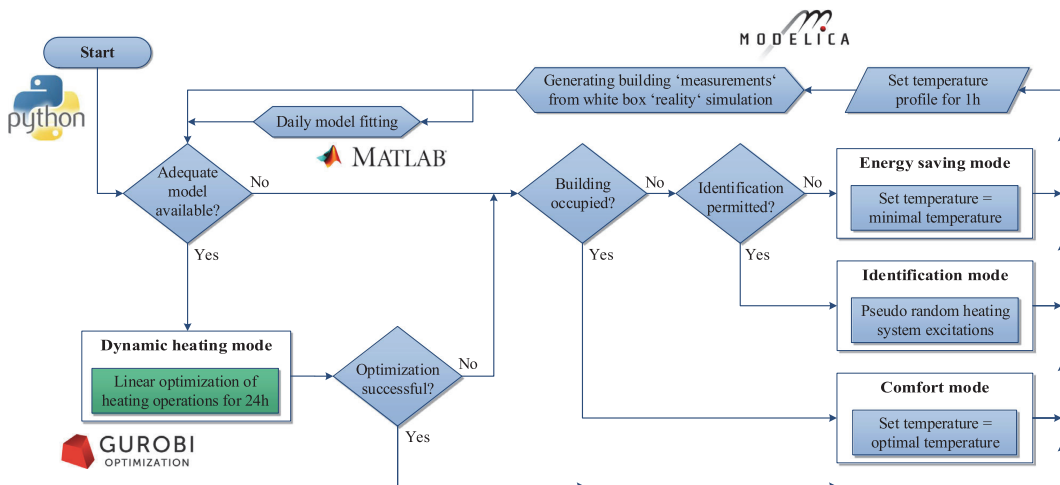 MODELICA
Start
python
Generating building ‘measurements‘
from white box ‘reality‘ simulation
Set temperature
profile for 1h
Daily model fitting
MATLAB
Adequate
model
available?
No
Yes
Building
occupied?
No
Yes
Identification
permitted?
No
Yes
Energy saving mode
Set temperature =
minimal temperature
Identification mode
Pseudo random heating
system excitations
Dynamic heating mode
Linear optimization of
heating operations for 24h
Optimization
successful?
No
Yes
Comfort mode
Set temperature =
optimal temperature
GUROBI
OPTIMIZATION